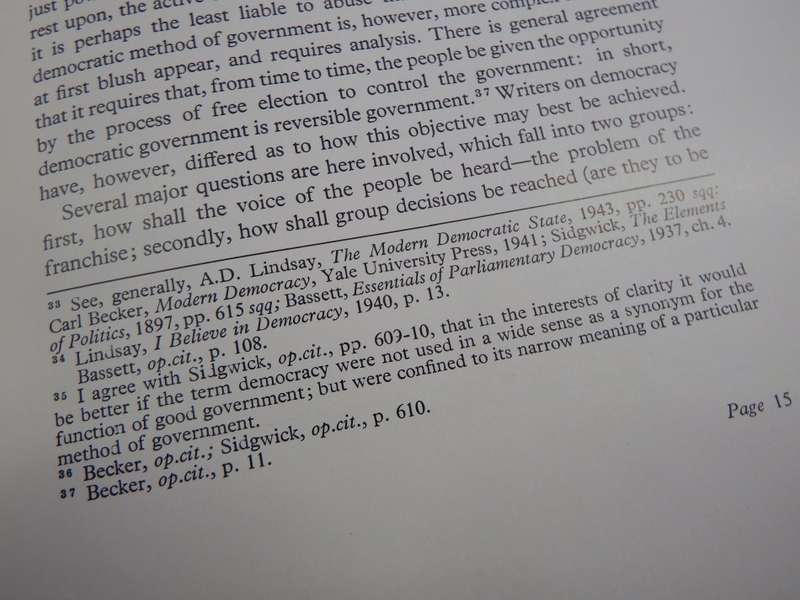 just
rest upon, the active
it is perhaps the least liable to abuse
democratic method of government is, however, more complex
at first blush appear, and requires analysis. There is general agreement
that it requires that, from time to time, the people be given the opportunity
by the process of free election to control the government: in short,
democratic government is reversible government.³⁷ Writers on democracy
have, however, differed as to how this objective may best be achieved.
Several major questions are here involved, which fall into two groups:
first, how shall the voice of the people be heard—the problem of the
franchise; secondly, how shall group decisions be reached (are they to be
³³ See, generally, A.D. Lindsay, The Modern Democratic State, 1943, pp. 230 sqq:
Carl Becker, Modern Democracy, Yale University Press, 1941; Sidgwick, The Elements
of Politics, 1897, pp. 615 sqq; Bassett, Essentials of Parliamentary Democracy, 1937, ch. 4.
³⁴ Lindsay, I Believe in Democracy, 1940, p. 13.
Bassett, op.cit., p. 108.
³⁵ I agree with Sidgwick, op.cit., pp. 609-10, that in the interests of clarity it would
be better if the term democracy were not used in a wide sense as a synonym for the
function of good government; but were confined to its narrow meaning of a particular
method of government.
³⁶ Becker, op.cit.; Sidgwick, op.cit., p. 610.
³⁷ Becker, op.cit., p. 11.
Page 15